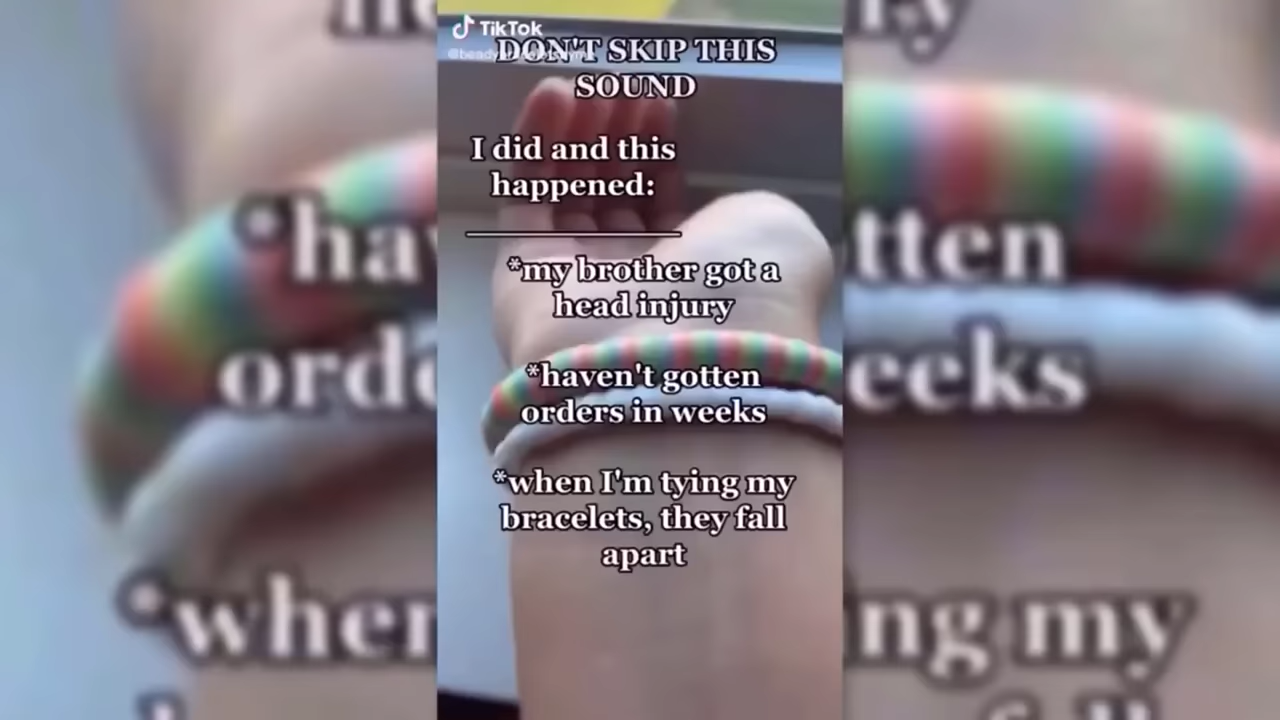 TikTok
DON'T SKIP THIS
SOUND
I did and this
happened:
*my brother got a
head injury
*haven't gotten
orders in weeks
*when I'm tying my
bracelets, they fall
apart